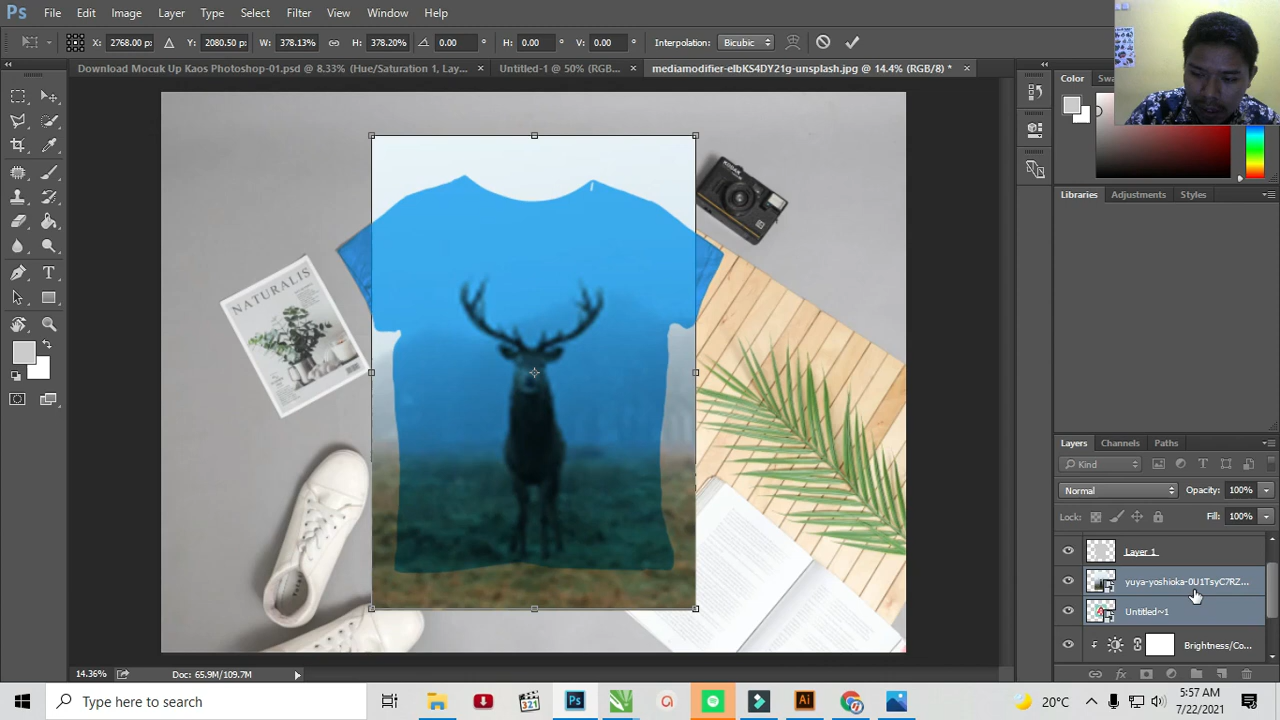 Ps File Edit Image Layer Type Select Filter View Window Help
X: 2768.00 px Y: 2080.50 px W: 378.13% H: 378.20% 0.00 ° H: 0.00 ° V: 0.00 ° Interpolation: Bicubic
Download Mocuk Up Kaos Photoshop-01.psd @ 8.33% (Hue/Saturation 1, Lay... × Untitled-1 @ 50% (RGB... × mediamodifier-elbKS4DY21g-unsplash.jpg @ 14.4% (RGB/8) * ×
Color Swa
Libraries Adjustments Styles
NATURALIS
KODAK
Layers Channels Paths
Kind
Normal Opacity: 100%
Lock: Fill: 100%
Layer 1
yuya-yoshioka-0U1TsyC7RZ...
Untitled~1
Brightness/Co...
14.36% Doc: 65.9M/109.7M
Type here to search
321
Ps
Ai
20°C
5:57 AM
7/22/2021